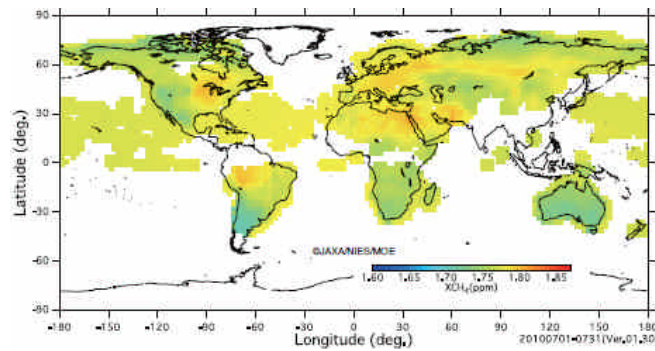 90
60
30
0
-30
-60
-90
Latitude (deg.)
©JAXA/NIES/MOE
1.60
1.65
1.70
1.75
1.80
1.85
XCH4(ppm)
-180 -150 -120 -90 -60 -30 0 30 60 90 120 150 180
Longitude (deg.)
20100701-0731(Ver.01.30